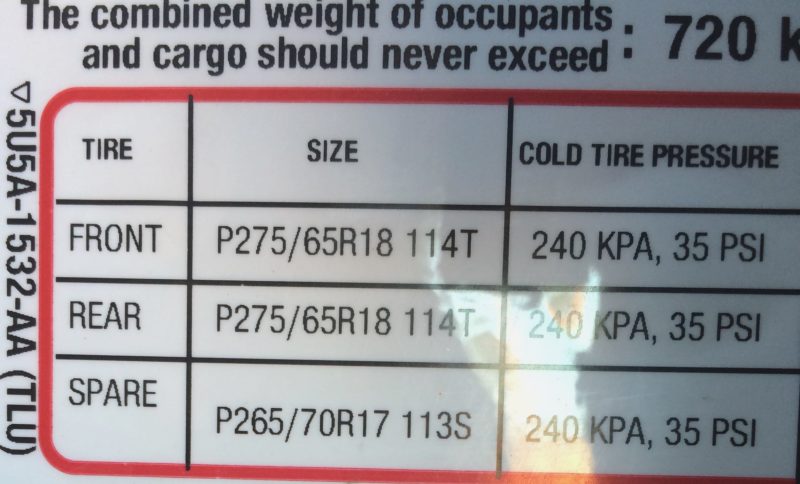 The combined weight of occupants
and cargo should never exceed : 720 k
▽5U5A-1532-AA (TLU)
TIRE SIZE COLD TIRE PRESSURE
FRONT P275/65R18 114T 240 KPA, 35 PSI
REAR P275/65R18 114T 240 KPA, 35 PSI
SPARE P265/70R17 113S 240 KPA, 35 PSI